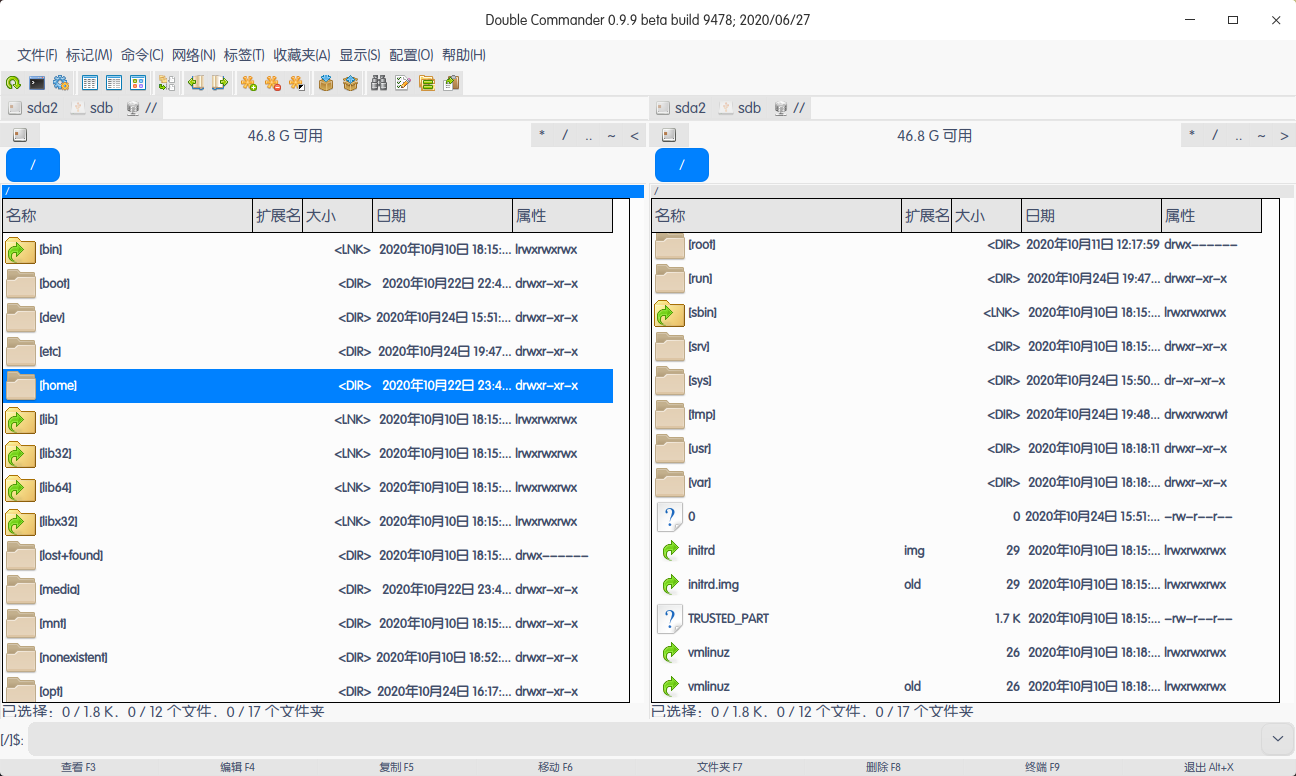 Double Commander 0.9.9 beta build 9478; 2020/06/27
文件(F) 标记(M) 命令(C) 网络(N) 标签(T) 收藏夹(A) 显示(S) 配置(O) 帮助(H)
sda2 sdb //
46.8 G 可用 * / .. ~ <
/
/
名称 扩展名 大小 日期 属性
[bin] <LNK> 2020年10月10日 18:15:... lrwxrwxrwx
[boot] <DIR> 2020年10月22日 22:4... drwxr-xr-x
[dev] <DIR> 2020年10月24日 15:51:... drwxr-xr-x
[etc] <DIR> 2020年10月24日 19:47... drwxr-xr-x
[home] <DIR> 2020年10月22日 23:4... drwxr-xr-x
[lib] <LNK> 2020年10月10日 18:15:... lrwxrwxrwx
[lib32] <LNK> 2020年10月10日 18:15:... lrwxrwxrwx
[lib64] <LNK> 2020年10月10日 18:15:... lrwxrwxrwx
[libx32] <LNK> 2020年10月10日 18:15:... lrwxrwxrwx
[lost+found] <DIR> 2020年10月10日 18:15:... drwx------
[media] <DIR> 2020年10月22日 23:4... drwxr-xr-x
[mnt] <DIR> 2020年10月10日 18:15:... drwxr-xr-x
[nonexistent] <DIR> 2020年10月10日 18:52:... drwxr-xr-x
[opt] <DIR> 2020年10月24日 16:17:... drwxr-xr-x
已选择: 0 / 1.8 K, 0 / 12 个文件, 0 / 17 个文件夹
sda2 sdb //
46.8 G 可用 * / .. ~ >
/
/
名称 扩展名 大小 日期 属性
[root] <DIR> 2020年10月11日 12:17:59 drwx------
[run] <DIR> 2020年10月24日 19:47... drwxr-xr-x
[sbin] <LNK> 2020年10月10日 18:15:... lrwxrwxrwx
[srv] <DIR> 2020年10月10日 18:15:... drwxr-xr-x
[sys] <DIR> 2020年10月24日 15:50... dr-xr-xr-x
[tmp] <DIR> 2020年10月24日 19:48... drwxrwxrwt
[usr] <DIR> 2020年10月10日 18:18:11 drwxr-xr-x
[var] <DIR> 2020年10月10日 18:18:... drwxr-xr-x
0 0 2020年10月24日 15:51:... -rw-r--r--
initrd img 29 2020年10月10日 18:15:... lrwxrwxrwx
initrd.img old 29 2020年10月10日 18:15:... lrwxrwxrwx
TRUSTED_PART 1.7 K 2020年10月10日 18:15:... -rw-r--r--
vmlinuz 26 2020年10月10日 18:18:... lrwxrwxrwx
vmlinuz old 26 2020年10月10日 18:18:... lrwxrwxrwx
已选择: 0 / 1.8 K, 0 / 12 个文件, 0 / 17 个文件夹
[/]$:
查看 F3 编辑 F4 复制 F5 移动 F6 文件夹 F7 删除 F8 终端 F9 退出 Alt+X